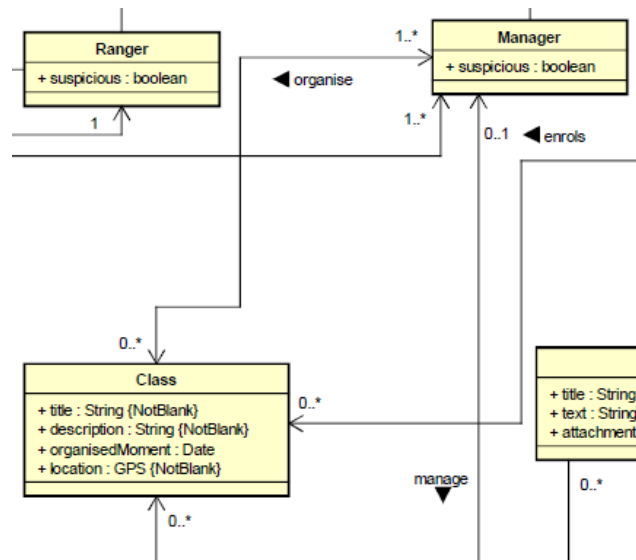 Ranger
+ suspicious : boolean
1
Manager
+ suspicious : boolean
1..*
organise
1..*
0..1
enrols
0..*
Class
+ title : String {NotBlank}
+ description : String {NotBlank}
+ organisedMoment : Date
+ location : GPS {NotBlank}
0..*
+ title : String
+ text : String
+ attachment
manage
0..*
0..*